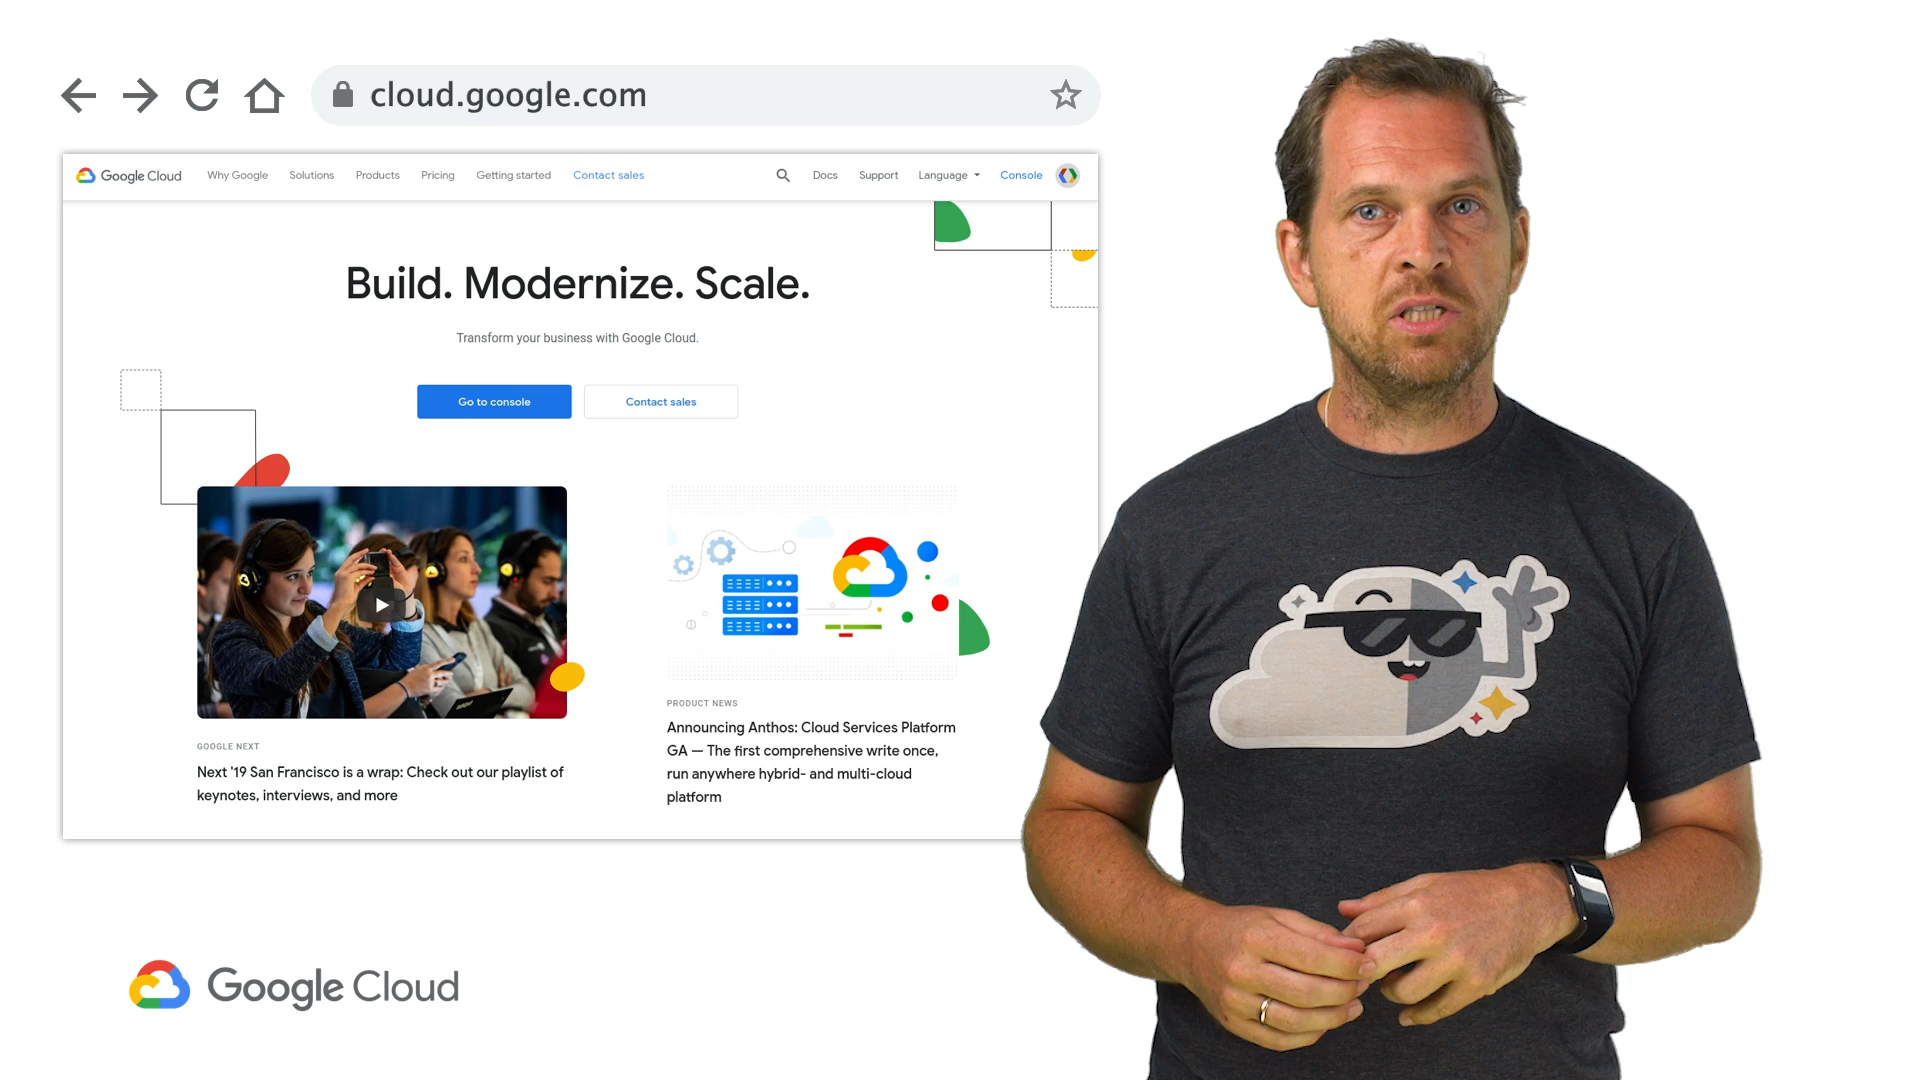 cloud.google.com
Google Cloud Why Google Solutions Products Pricing Getting started Contact sales Docs Support Language Console
Build. Modernize. Scale.
Transform your business with Google Cloud.
Go to console Contact sales
PRODUCT NEWS
Announcing Anthos: Cloud Services Platform
GA — The first comprehensive write once,
run anywhere hybrid- and multi-cloud
platform
GOOGLE NEXT
Next '19 San Francisco is a wrap: Check out our playlist of
keynotes, interviews, and more
Google Cloud